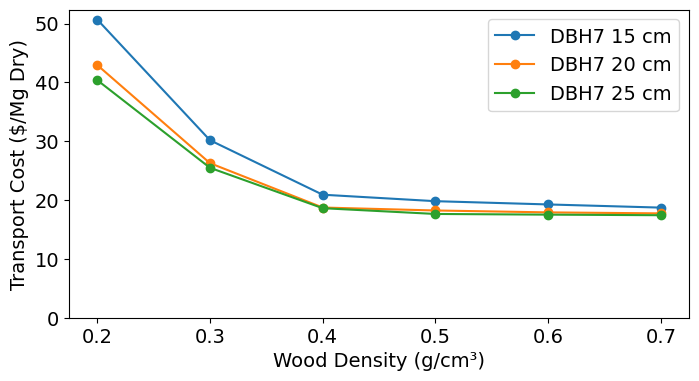 Transport Cost ($/Mg Dry)
50
40
30
20
10
0
DBH7 15 cm
DBH7 20 cm
DBH7 25 cm
0.2 0.3 0.4 0.5 0.6 0.7
Wood Density (g/cm³)